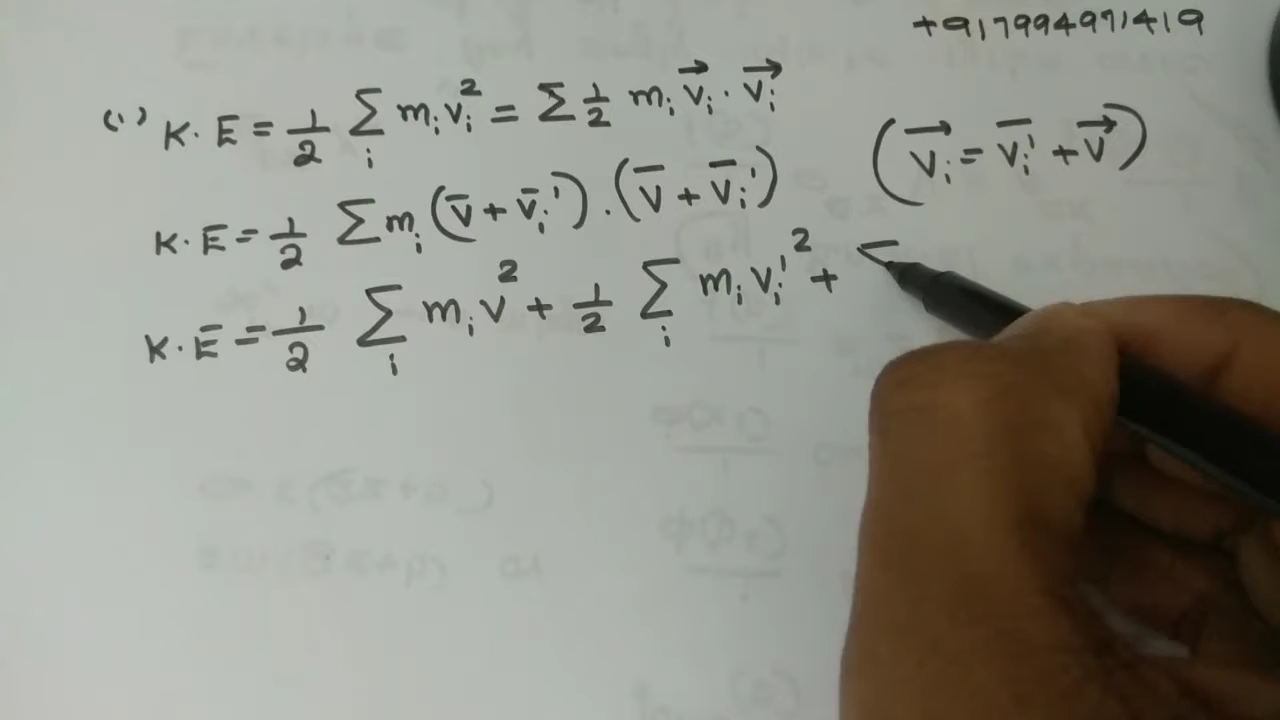 +917994971419
(1) K.E = 1/2 Σ_i m_i v_i^2 = Σ 1/2 m_i v⃗_i · v⃗_i
(v⃗_i = v̄_i' + v⃗)
K.E = 1/2 Σ m_i (v̄ + v̄_i') . (v̄ + v̄_i')
K.E = 1/2 Σ_i m_i v^2 + 1/2 Σ_i m_i v_i'^2 +